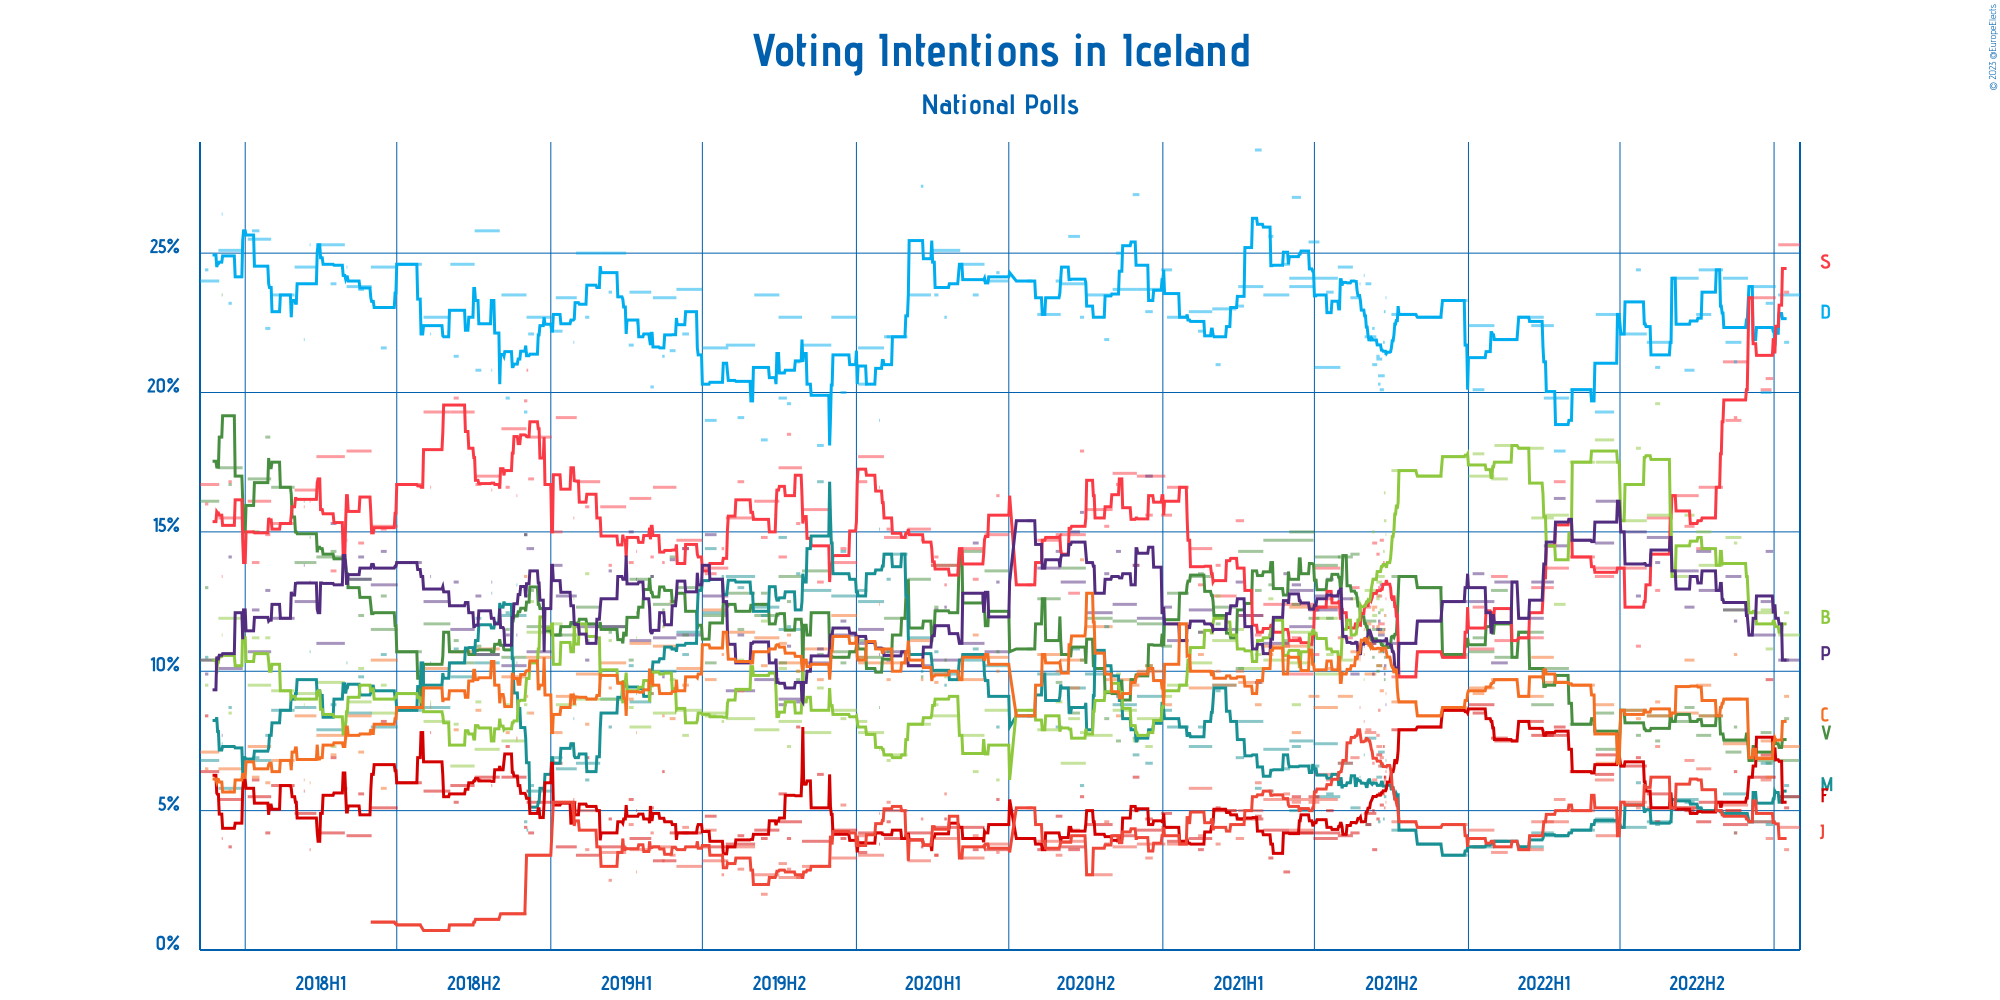 © 2023 @EuropeElects
Voting Intentions in Iceland
National Polls
25%
20%
15%
10%
5%
0%
S
D
B
P
C
V
M
F
J
2018H1 2018H2 2019H1 2019H2 2020H1 2020H2 2021H1 2021H2 2022H1 2022H2